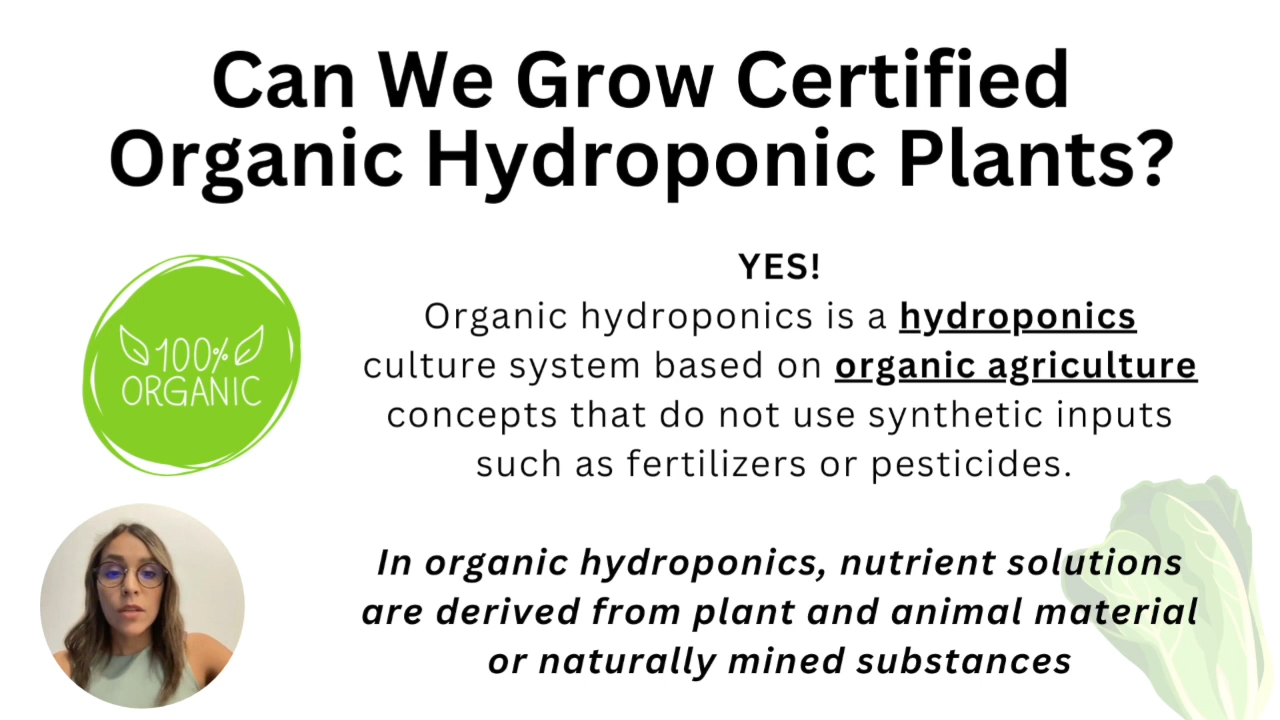 Can We Grow Certified
Organic Hydroponic Plants?
YES!
Organic hydroponics is a hydroponics
culture system based on organic agriculture
concepts that do not use synthetic inputs
such as fertilizers or pesticides.
100%
ORGANIC
In organic hydroponics, nutrient solutions
are derived from plant and animal material
or naturally mined substances